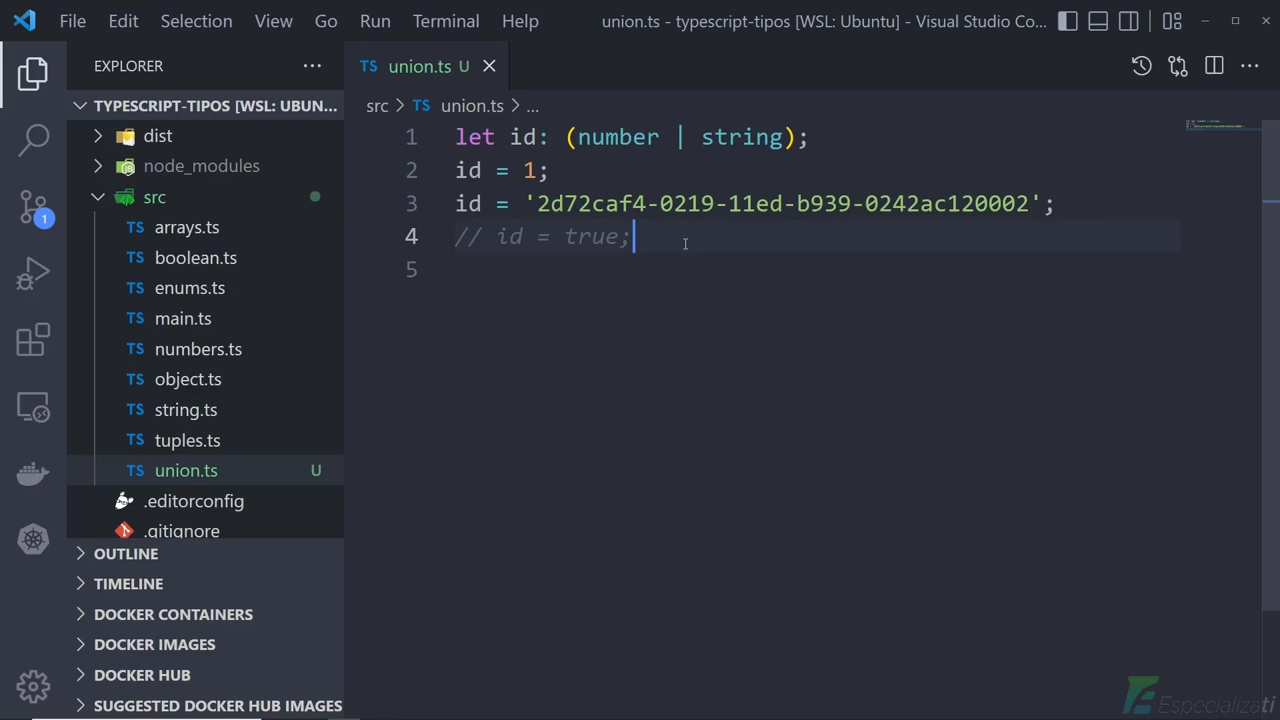 File Edit Selection View Go Run Terminal Help union.ts - typescript-tipos [WSL: Ubuntu] - Visual Studio Co...
EXPLORER
TYPESCRIPT-TIPOS [WSL: UBUN...
dist
node_modules
src
arrays.ts
boolean.ts
enums.ts
main.ts
numbers.ts
object.ts
string.ts
tuples.ts
union.ts U
.editorconfig
.gitignore
OUTLINE
TIMELINE
DOCKER CONTAINERS
DOCKER IMAGES
DOCKER HUB
SUGGESTED DOCKER HUB IMAGES
1
TS union.ts U
src > TS union.ts > ...
1 let id: (number | string);
2 id = 1;
3 id = '2d72caf4-0219-11ed-b939-0242ac120002';
4 // id = true;
5
EspecializaTi